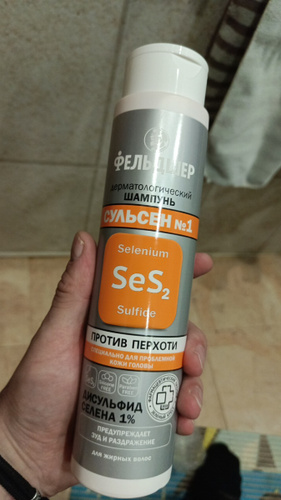 ФЕЛЬДШЕР
дерматологический
ШАМПУНЬ
СУЛЬСЕН №1
Selenium
SeS₂
Sulfide
ПРОТИВ ПЕРХОТИ
СПЕЦИАЛЬНО ДЛЯ ПРОБЛЕМНОЙ
КОЖИ ГОЛОВЫ
ДИСУЛЬФИД
СЕЛЕНА 1%
ПРЕДУПРЕЖДАЕТ
ЗУД И РАЗДРАЖЕНИЕ
для жирных волос